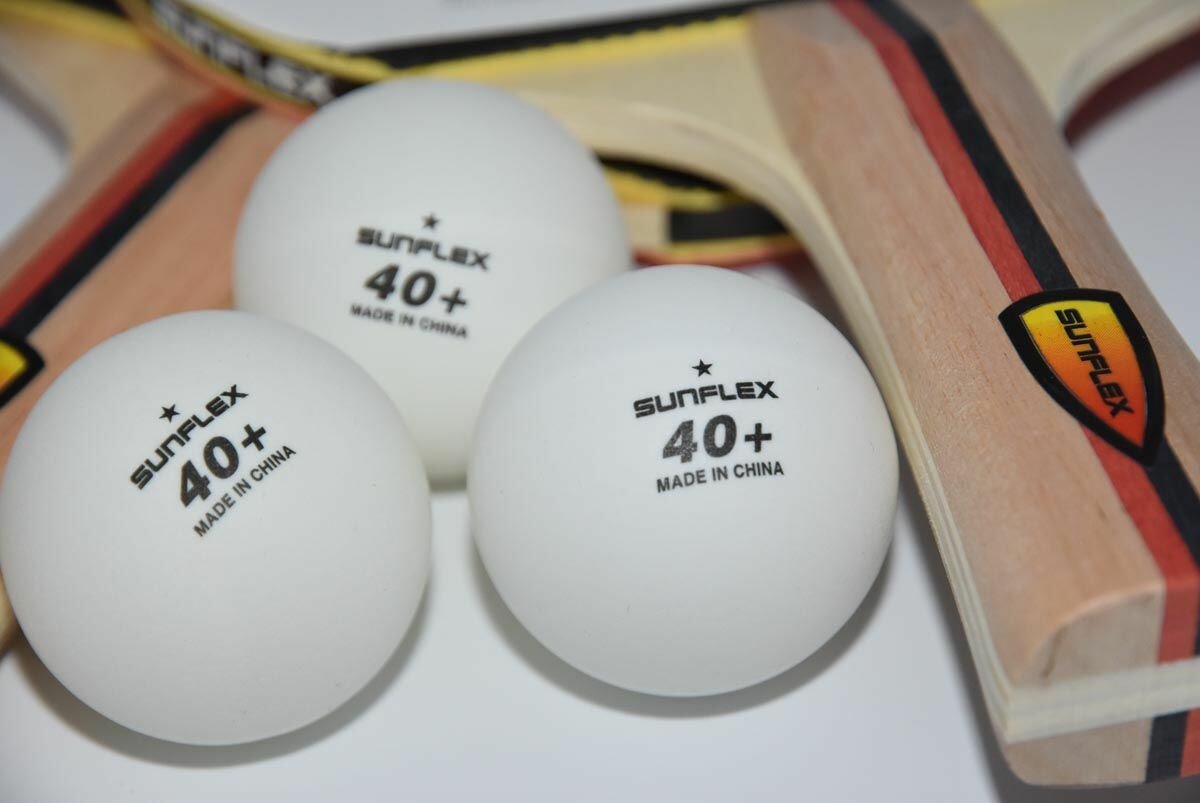 SUNFLEX
★
SUNFLEX
40+
MADE IN CHINA
★
SUNFLEX
40+
MADE IN CHINA
★
SUNFLEX
40+
MADE IN CHINA
SUNFLEX